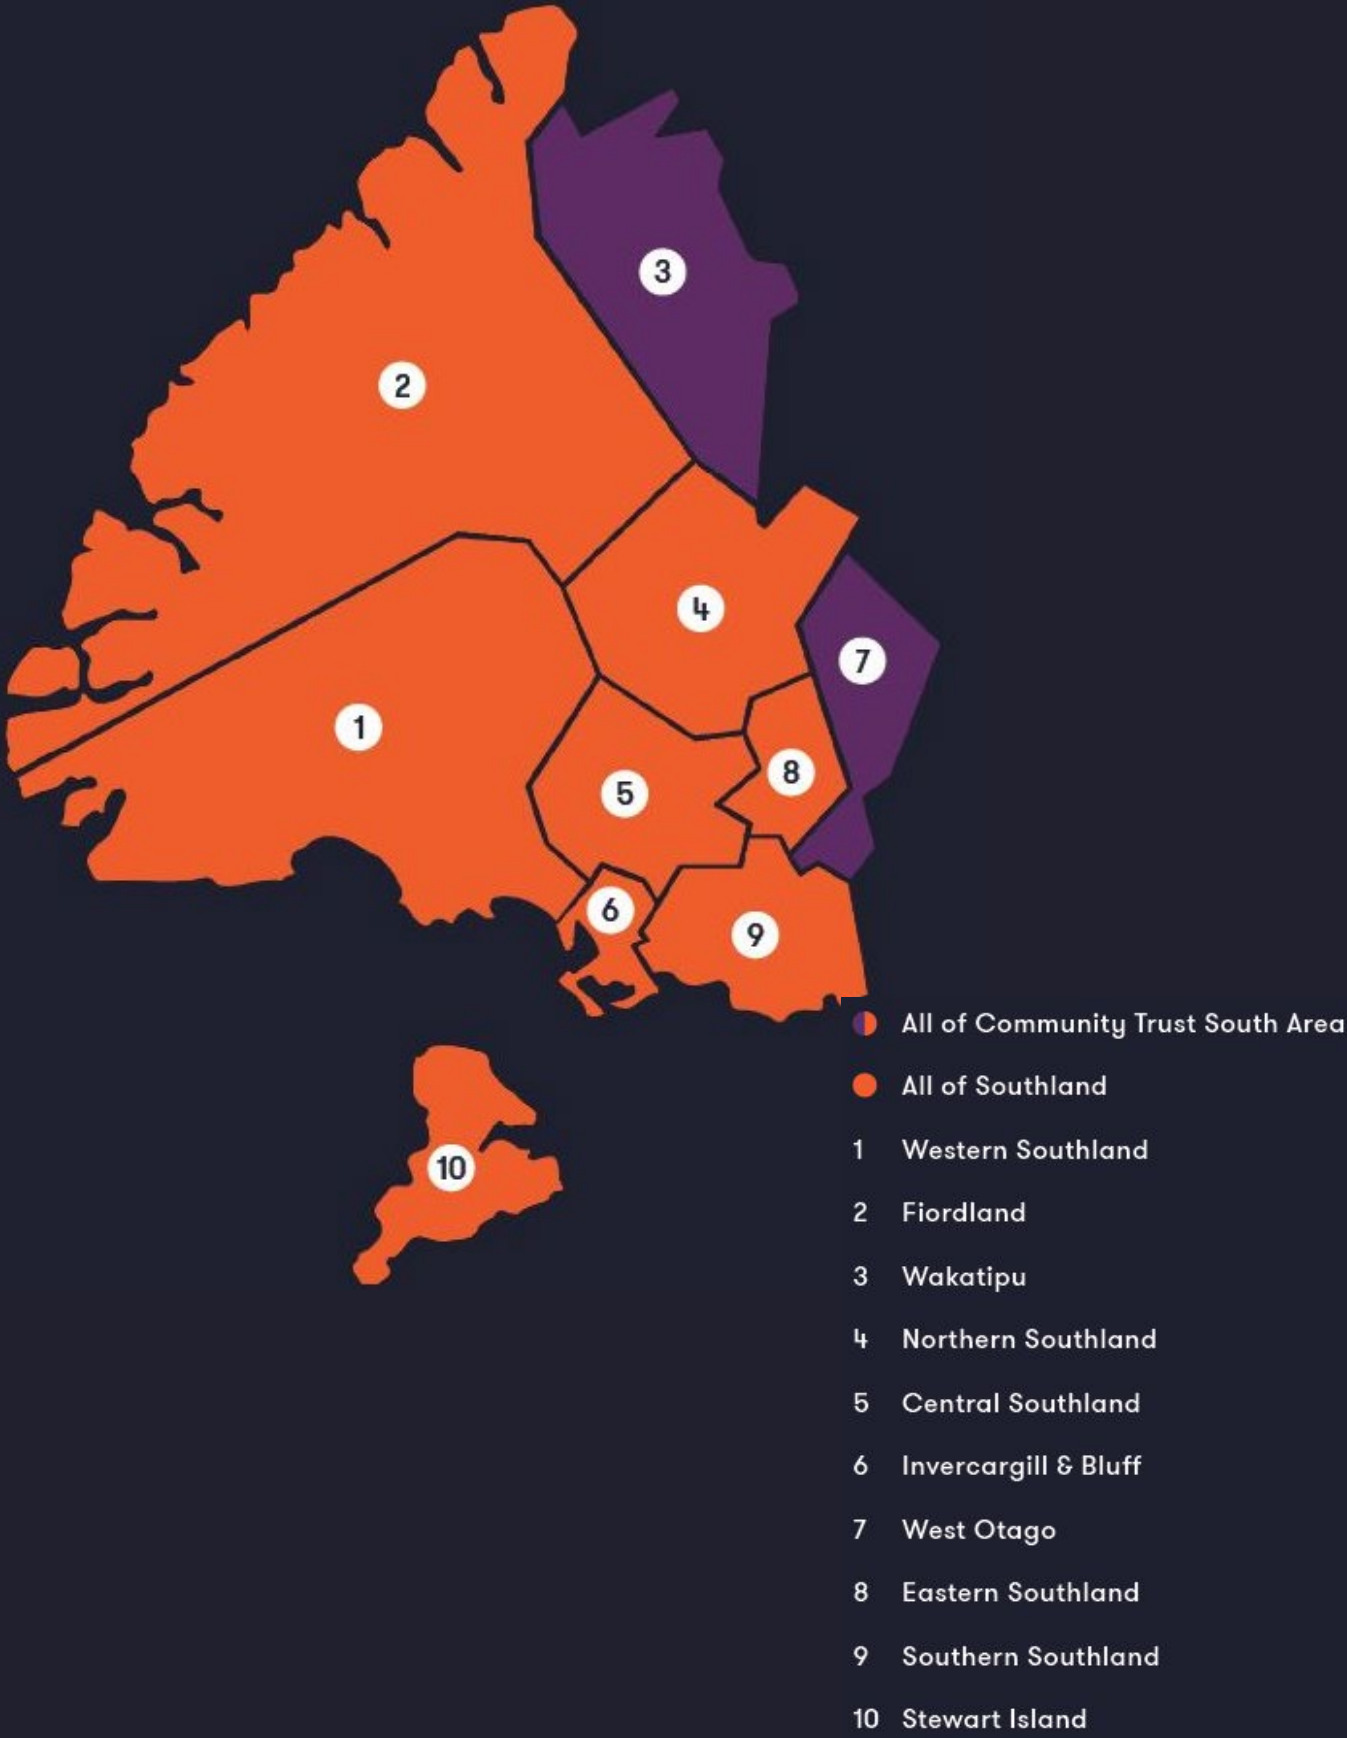 3
2
4
7
1
8
5
6
9
10
All of Community Trust South Area
All of Southland
1 Western Southland
2 Fiordland
3 Wakatipu
4 Northern Southland
5 Central Southland
6 Invercargill & Bluff
7 West Otago
8 Eastern Southland
9 Southern Southland
10 Stewart Island